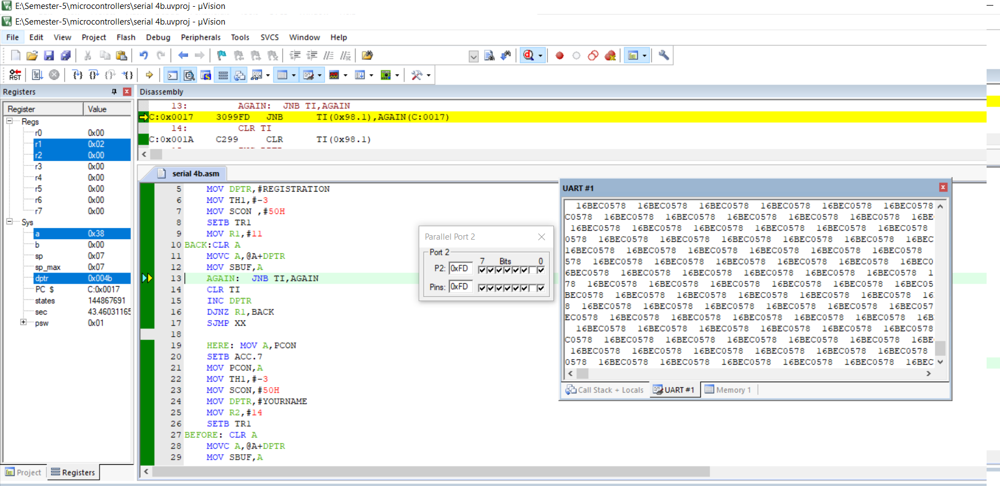 E:\Semester-5\microcontrollers\serial 4b.uvproj - µVision
E:\Semester-5\microcontrollers\serial 4b.uvproj - µVision
File Edit View Project Flash Debug Peripherals Tools SVCS Window Help
RST
Registers
Register Value
Regs
r0 0x00
r1 0x02
r2 0x00
r3 0x00
r4 0x00
r5 0x00
r6 0x00
r7 0x00
Sys
a 0x38
b 0x00
sp 0x07
sp_max 0x07
dptr 0x004b
PC $ C:0x0017
states 144867691
sec 43.46031165
psw 0x01
Project Registers
Disassembly
13: AGAIN: JNB TI,AGAIN
C:0x0017 3099FD JNB TI(0x98.1),AGAIN(C:0017)
14: CLR TI
C:0x001A C299 CLR TI(0x98.1)
serial 4b.asm
5 MOV DPTR,#REGISTRATION
6 MOV TH1,#-3
7 MOV SCON ,#50H
8 SETB TR1
9 MOV R1,#11
10 BACK:CLR A
11 MOVC A,@A+DPTR
12 MOV SBUF,A
13 AGAIN: JNB TI,AGAIN
14 CLR TI
15 INC DPTR
16 DJNZ R1,BACK
17 SJMP XX
18
19 HERE: MOV A,PCON
20 SETB ACC.7
21 MOV PCON,A
22 MOV TH1,#-3
23 MOV SCON,#50H
24 MOV DPTR,#YOURNAME
25 MOV R2,#14
26 SETB TR1
27 BEFORE: CLR A
28 MOVC A,@A+DPTR
29 MOV SBUF,A
Parallel Port 2
Port 2
7 Bits 0
P2: 0xFD
Pins: 0xFD
UART #1
16BEC0578 16BEC0578 16BEC0578 16BEC0578 16BEC0578 16BEC0578
C0578 16BEC0578 16BEC0578 16BEC0578 16BEC0578 16BEC0578 16BE
16BEC0578 16BEC0578 16BEC0578 16BEC0578 16BEC0578 16BEC0578
0578 16BEC0578 16BEC0578 16BEC0578 16BEC0578 16BEC0578 16BEC
16BEC0578 16BEC0578 16BEC0578 16BEC0578 16BEC0578 16BEC0578
578 16BEC0578 16BEC0578 16BEC0578 16BEC0578 16BEC0578 16BEC0
6BEC0578 16BEC0578 16BEC0578 16BEC0578 16BEC0578 16BEC0578 1
78 16BEC0578 16BEC0578 16BEC0578 16BEC0578 16BEC0578 16BEC05
BEC0578 16BEC0578 16BEC0578 16BEC0578 16BEC0578 16BEC0578 16
8 16BEC0578 16BEC0578 16BEC0578 16BEC0578 16BEC0578 16BEC057
EC0578 16BEC0578 16BEC0578 16BEC0578 16BEC0578 16BEC0578 16B
16BEC0578 16BEC0578 16BEC0578 16BEC0578 16BEC0578 16BEC0578
C0578 16BEC0578 16BEC0578 16BEC0578 16BEC0578 16BEC0578 16BE
16BEC0578 16BEC0578 16BEC0578 16BEC0578 16BEC0578 16BEC0578
0578 16BEC0578 16BEC0578 16BEC0578 16BEC0578 16BEC0578 16BEC
Call Stack + Locals UART #1 Memory 1